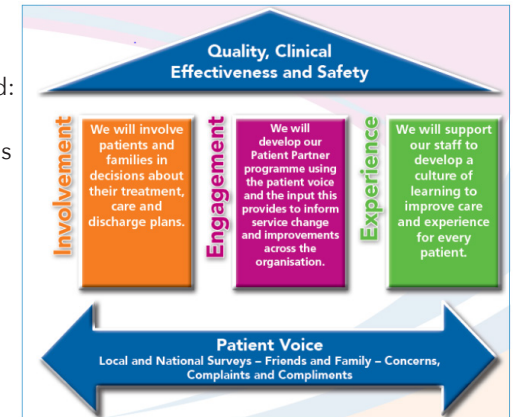 Quality, Clinical
Effectiveness and Safety
d:
s
Involvement
We will involve
patients and
families in
decisions about
their treatment,
care and
discharge plans.
Engagement
We will
develop our
Patient Partner
programme using
the patient voice
and the input this
provides to inform
service change
and improvements
across the
organisation.
Experience
We will support
our staff to
develop a
culture of
learning to
improve care
and experience
for every
patient.
Patient Voice
Local and National Surveys – Friends and Family – Concerns,
Complaints and Compliments